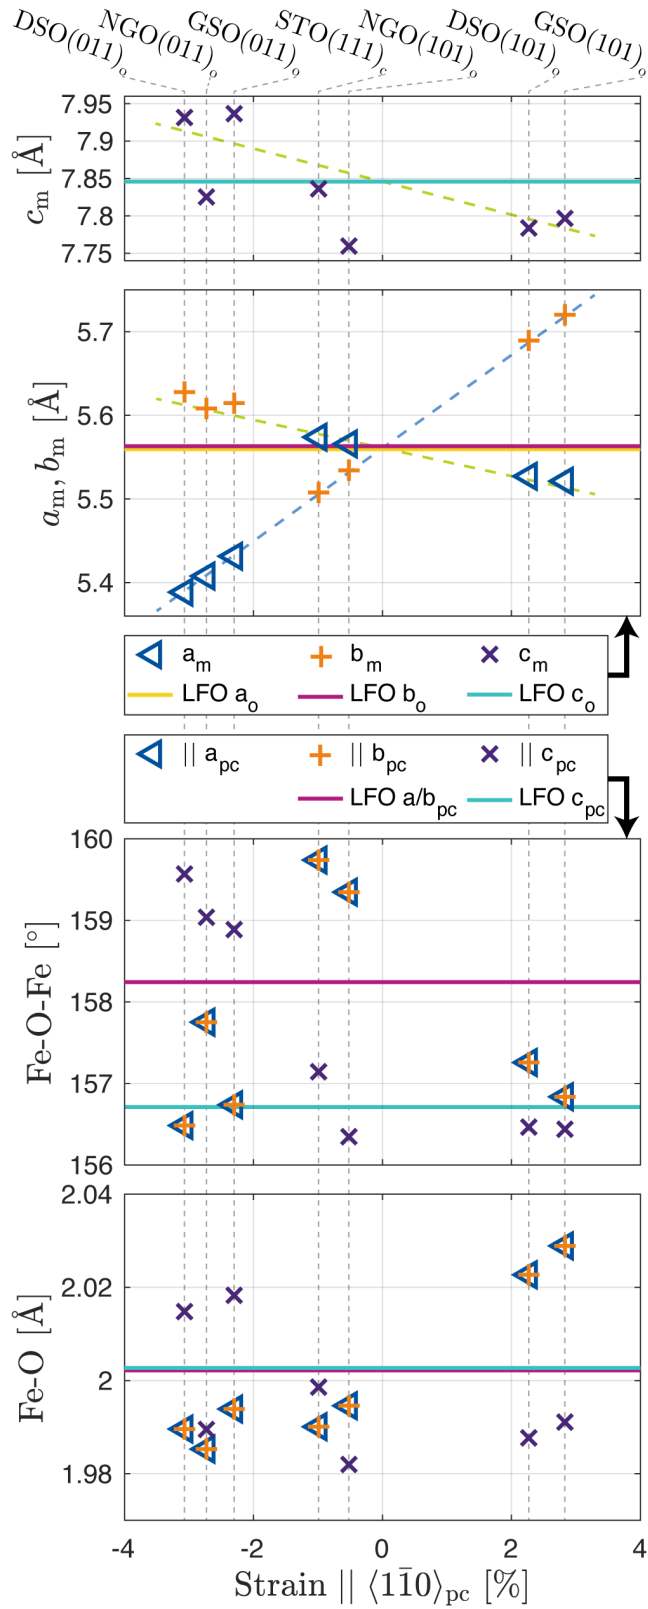 DSO(011)o NGO(011)o GSO(011)o STO(111)c NGO(101)o DSO(101)o GSO(101)o
7.95
7.9
7.85
7.8
7.75
cm [Å]
5.7
5.6
5.5
5.4
am, bm [Å]
am bm cm
LFO ao LFO bo LFO co
|| apc || bpc || cpc
LFO a/bpc LFO cpc
160
159
158
157
156
Fe-O-Fe [°]
2.04
2.02
2
1.98
Fe-O [Å]
-4 -2 0 2 4
Strain || ⟨11̄0⟩pc [%]